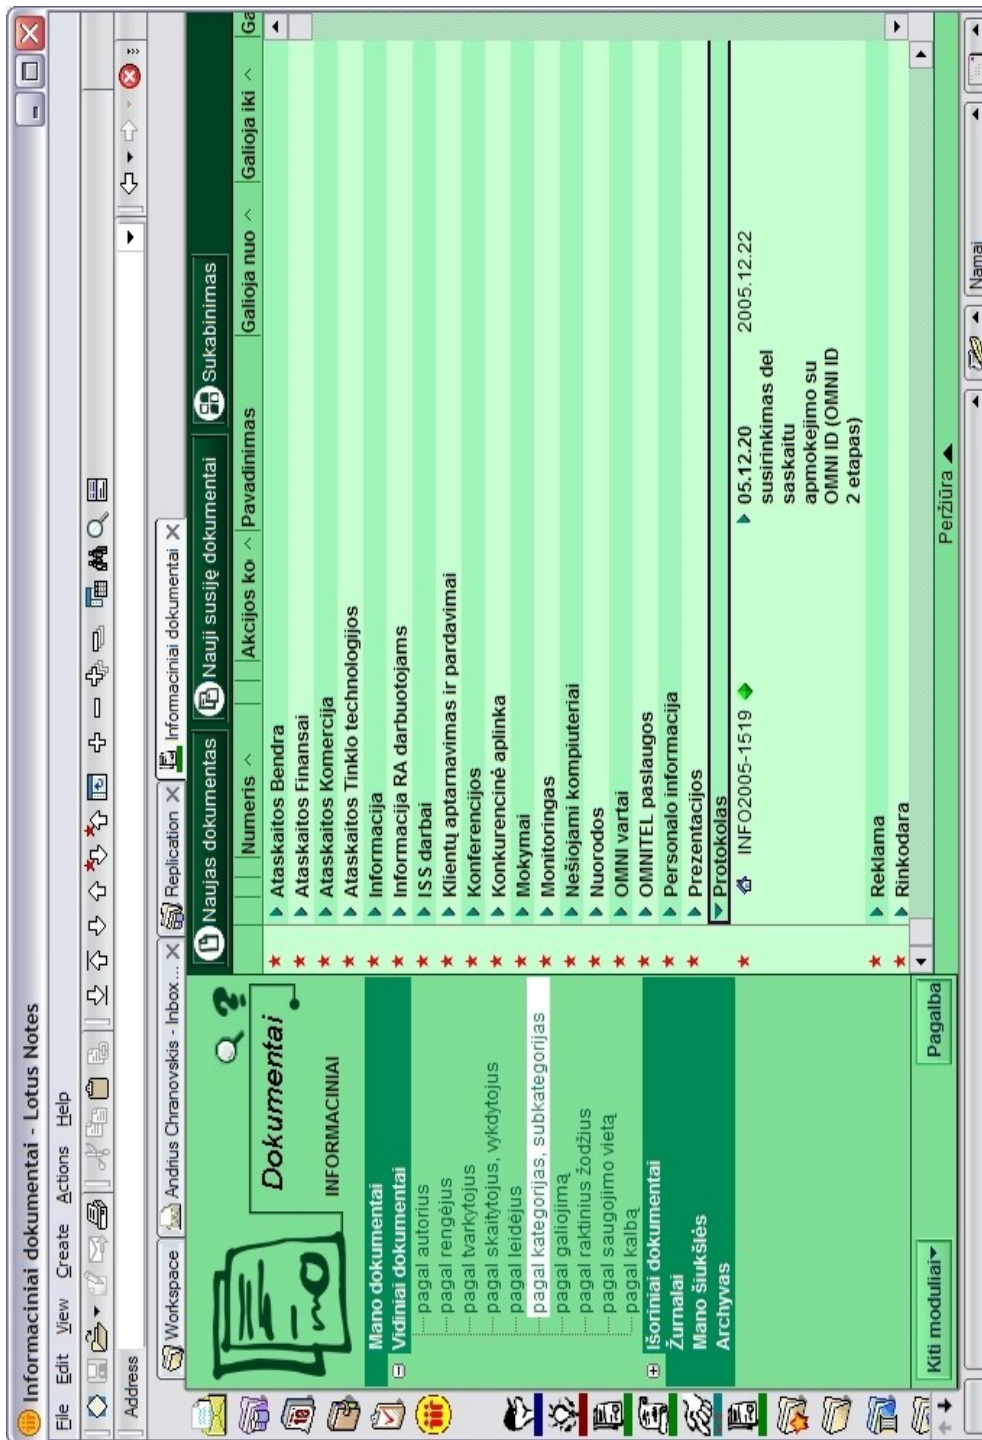 Informaciniai dokumentai - Lotus Notes
File Edit View Create Actions Help
Address
Workspace
Andrius Chranovskis - Inbox...
Replication
Informaciniai dokumentai
Dokumentai
INFORMACINIAI
Mano dokumentai
Vidiniai dokumentai
pagal autorius
pagal rengėjus
pagal tvarkytojus
pagal skaitytojus, vykdytojus
pagal leidėjus
pagal kategorijas, subkategorijas
pagal galiojimą
pagal raktinius žodžius
pagal saugojimo vietą
pagal kalbą
Išoriniai dokumentai
Žurnalai
Mano šiukšlės
Archyvas
Kiti moduliai
Pagalba
Naujas dokumentas
Nauji susiję dokumentai
Sukabinimas
Numeris
Akcijos ko
Pavadinimas
Galioja nuo
Galioja iki
Ga
Ataskaitos Bendra
Ataskaitos Finansai
Ataskaitos Komercija
Ataskaitos Tinklo technologijos
Informacija
Informacija RA darbuotojams
ISS darbai
Klientų aptarnavimas ir pardavimai
Konferencijos
Konkurencinė aplinka
Mokymai
Monitoringas
Nešiojami kompiuteriai
Nuorodos
OMNI vartai
OMNITEL paslaugos
Personalo informacija
Prezentacijos
Protokolas
INFO2005-1519
05.12.20
susirinkimas del
saskaitu
apmokejimo su
OMNI ID (OMNI ID
2 etapas)
2005.12.22
Reklama
Rinkodara
Peržiūra
Namai